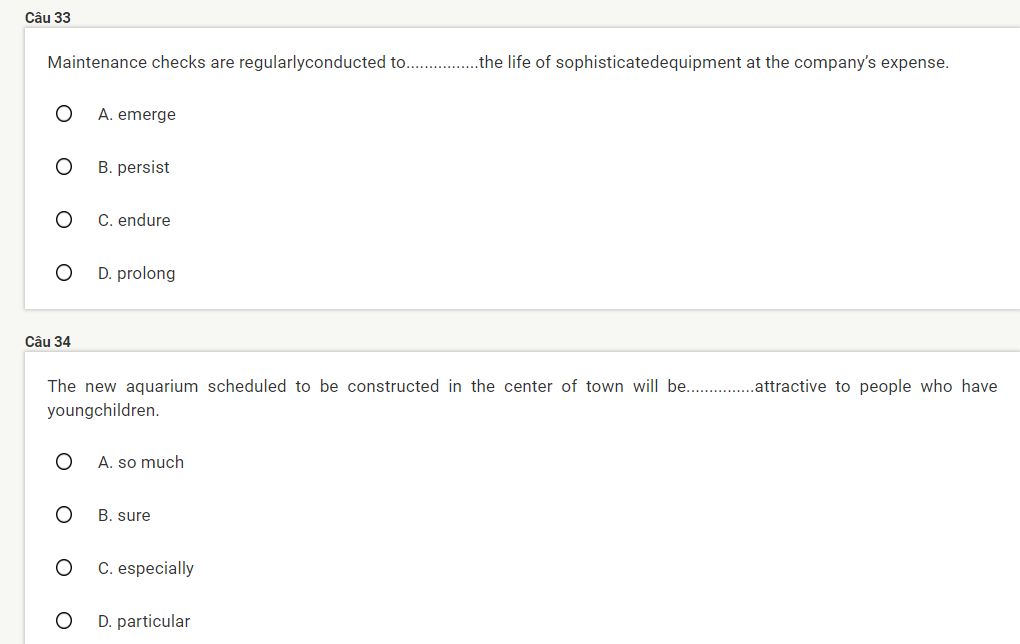 Câu 33
Maintenance checks are regularlyconducted to................the life of sophisticatedequipment at the company's expense.
A. emerge
B. persist
C. endure
D. prolong
Câu 34
The new aquarium scheduled to be constructed in the center of town will be...............attractive to people who have
youngchildren.
A. so much
B. sure
C. especially
D. particular